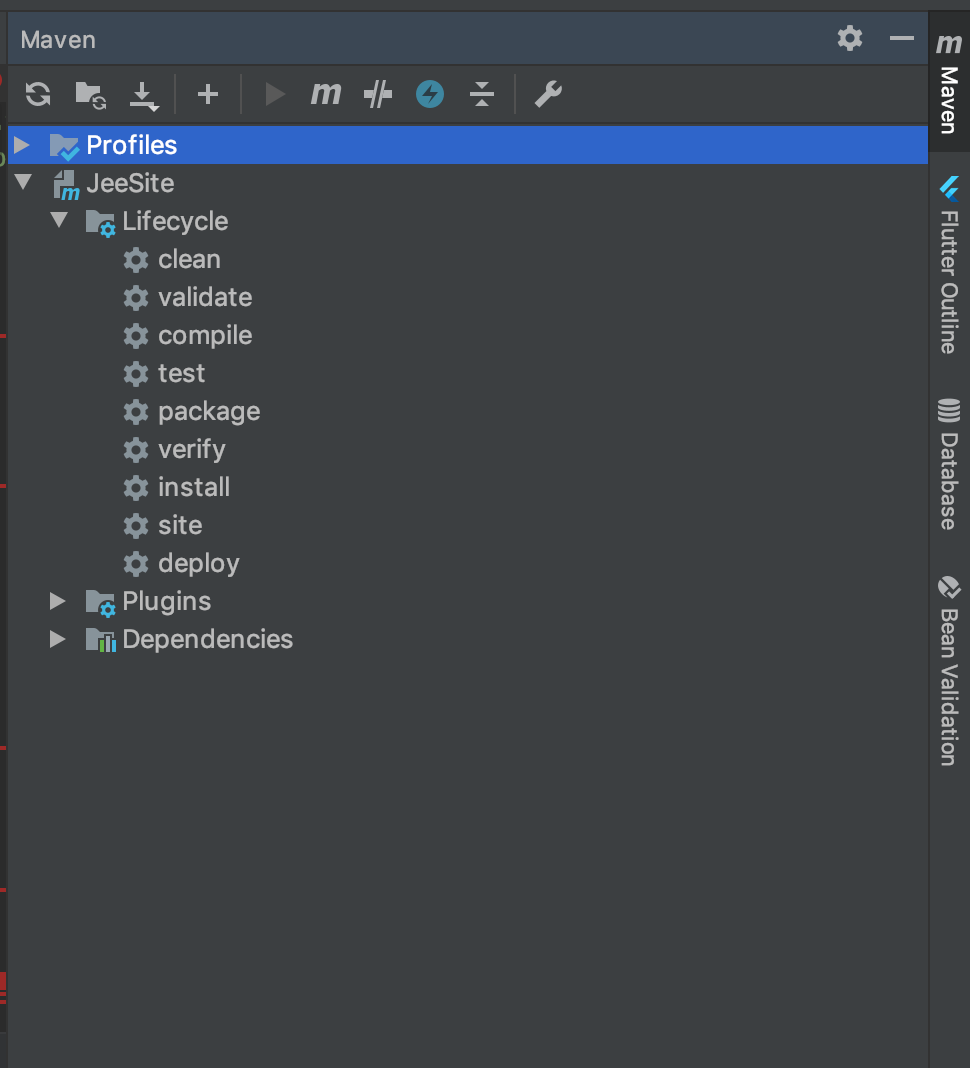 Maven
Profiles
JeeSite
Lifecycle
clean
validate
compile
test
package
verify
install
site
deploy
Plugins
Dependencies
Maven
Flutter Outline
Database
Bean Validation